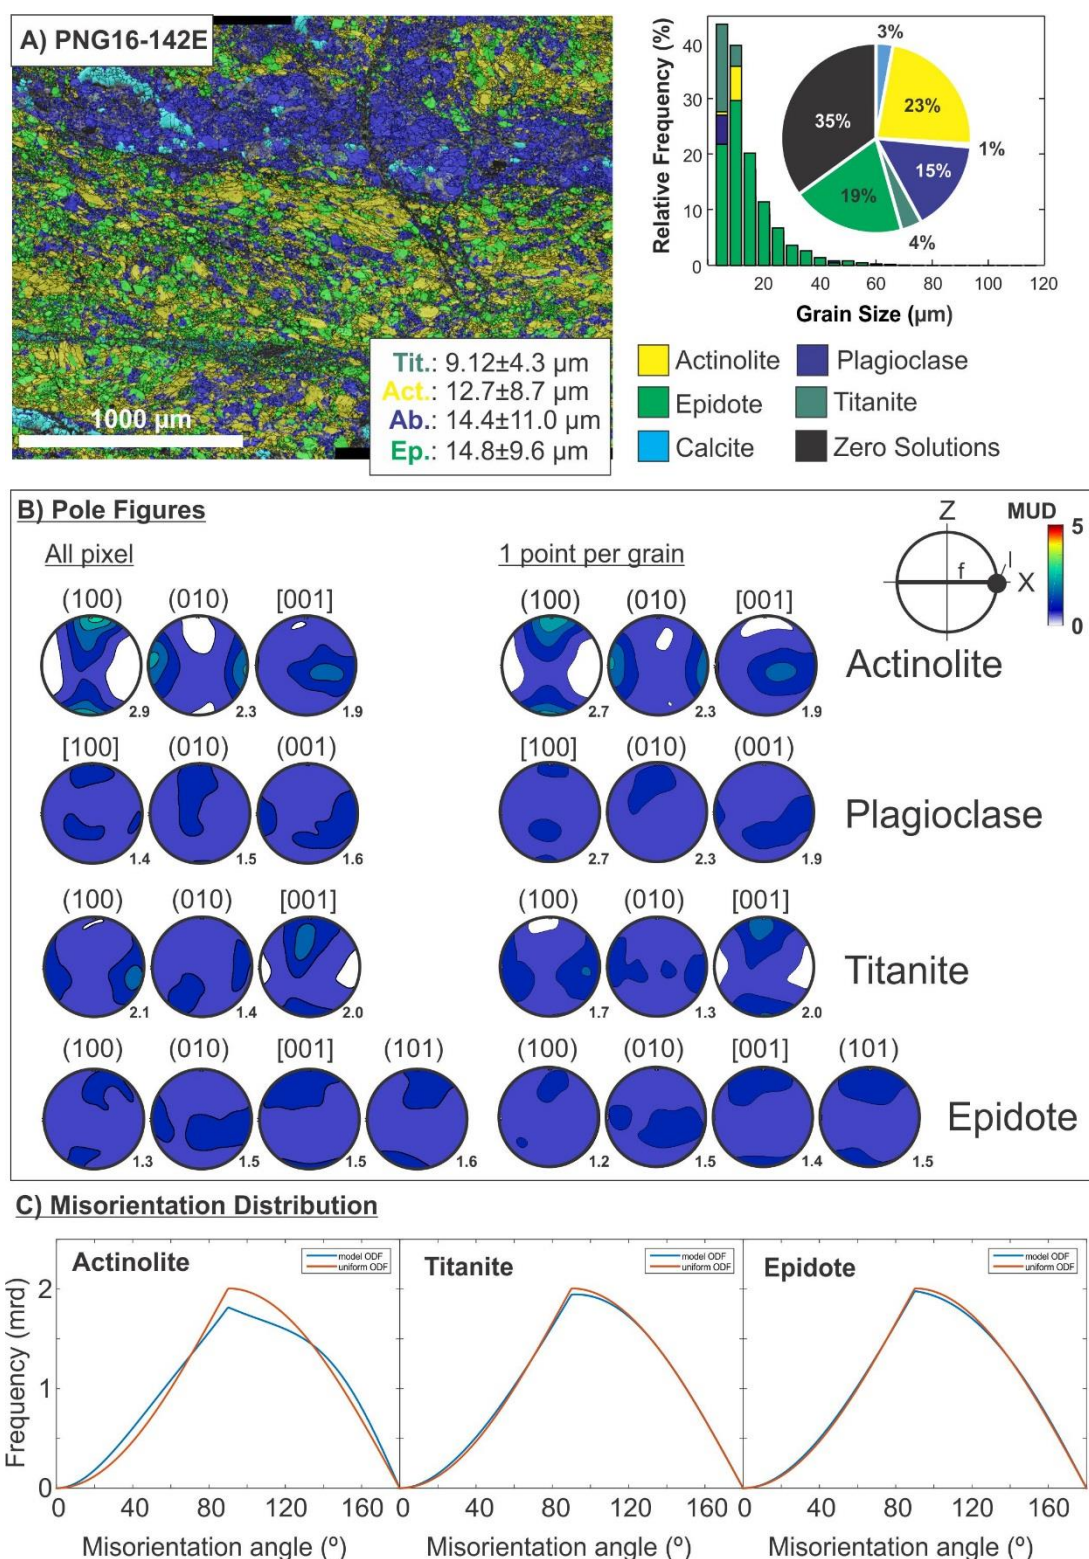 A) PNG16-142E
1000 µm
Tit.: 9.12±4.3 µm
Act.: 12.7±8.7 µm
Ab.: 14.4±11.0 µm
Ep.: 14.8±9.6 µm
Relative Frequency (%)
40
30
20
10
0
20 40 60 80 100 120
Grain Size (µm)
3%
23%
1%
15%
4%
19%
35%
Actinolite Plagioclase
Epidote Titanite
Calcite Zero Solutions
B) Pole Figures
All pixel 1 point per grain
Z
f
l
X
MUD
5
0
(100) (010) [001] (100) (010) [001]
Actinolite
2.9 2.3 1.9 2.7 2.3 1.9
[100] (010) (001) [100] (010) (001)
Plagioclase
1.4 1.5 1.6 2.7 2.3 1.9
(100) (010) [001] (100) (010) [001]
Titanite
2.1 1.4 2.0 1.7 1.3 2.0
(100) (010) [001] (101) (100) (010) [001] (101)
Epidote
1.3 1.5 1.5 1.6 1.2 1.5 1.4 1.5
C) Misorientation Distribution
Actinolite
model ODF
uniform ODF
Titanite
model ODF
uniform ODF
Epidote
model ODF
uniform ODF
Frequency (mrd)
2
1
0
0 40 80 120 160 0 40 80 120 160 0 40 80 120 160
Misorientation angle (º) Misorientation angle (º) Misorientation angle (º)